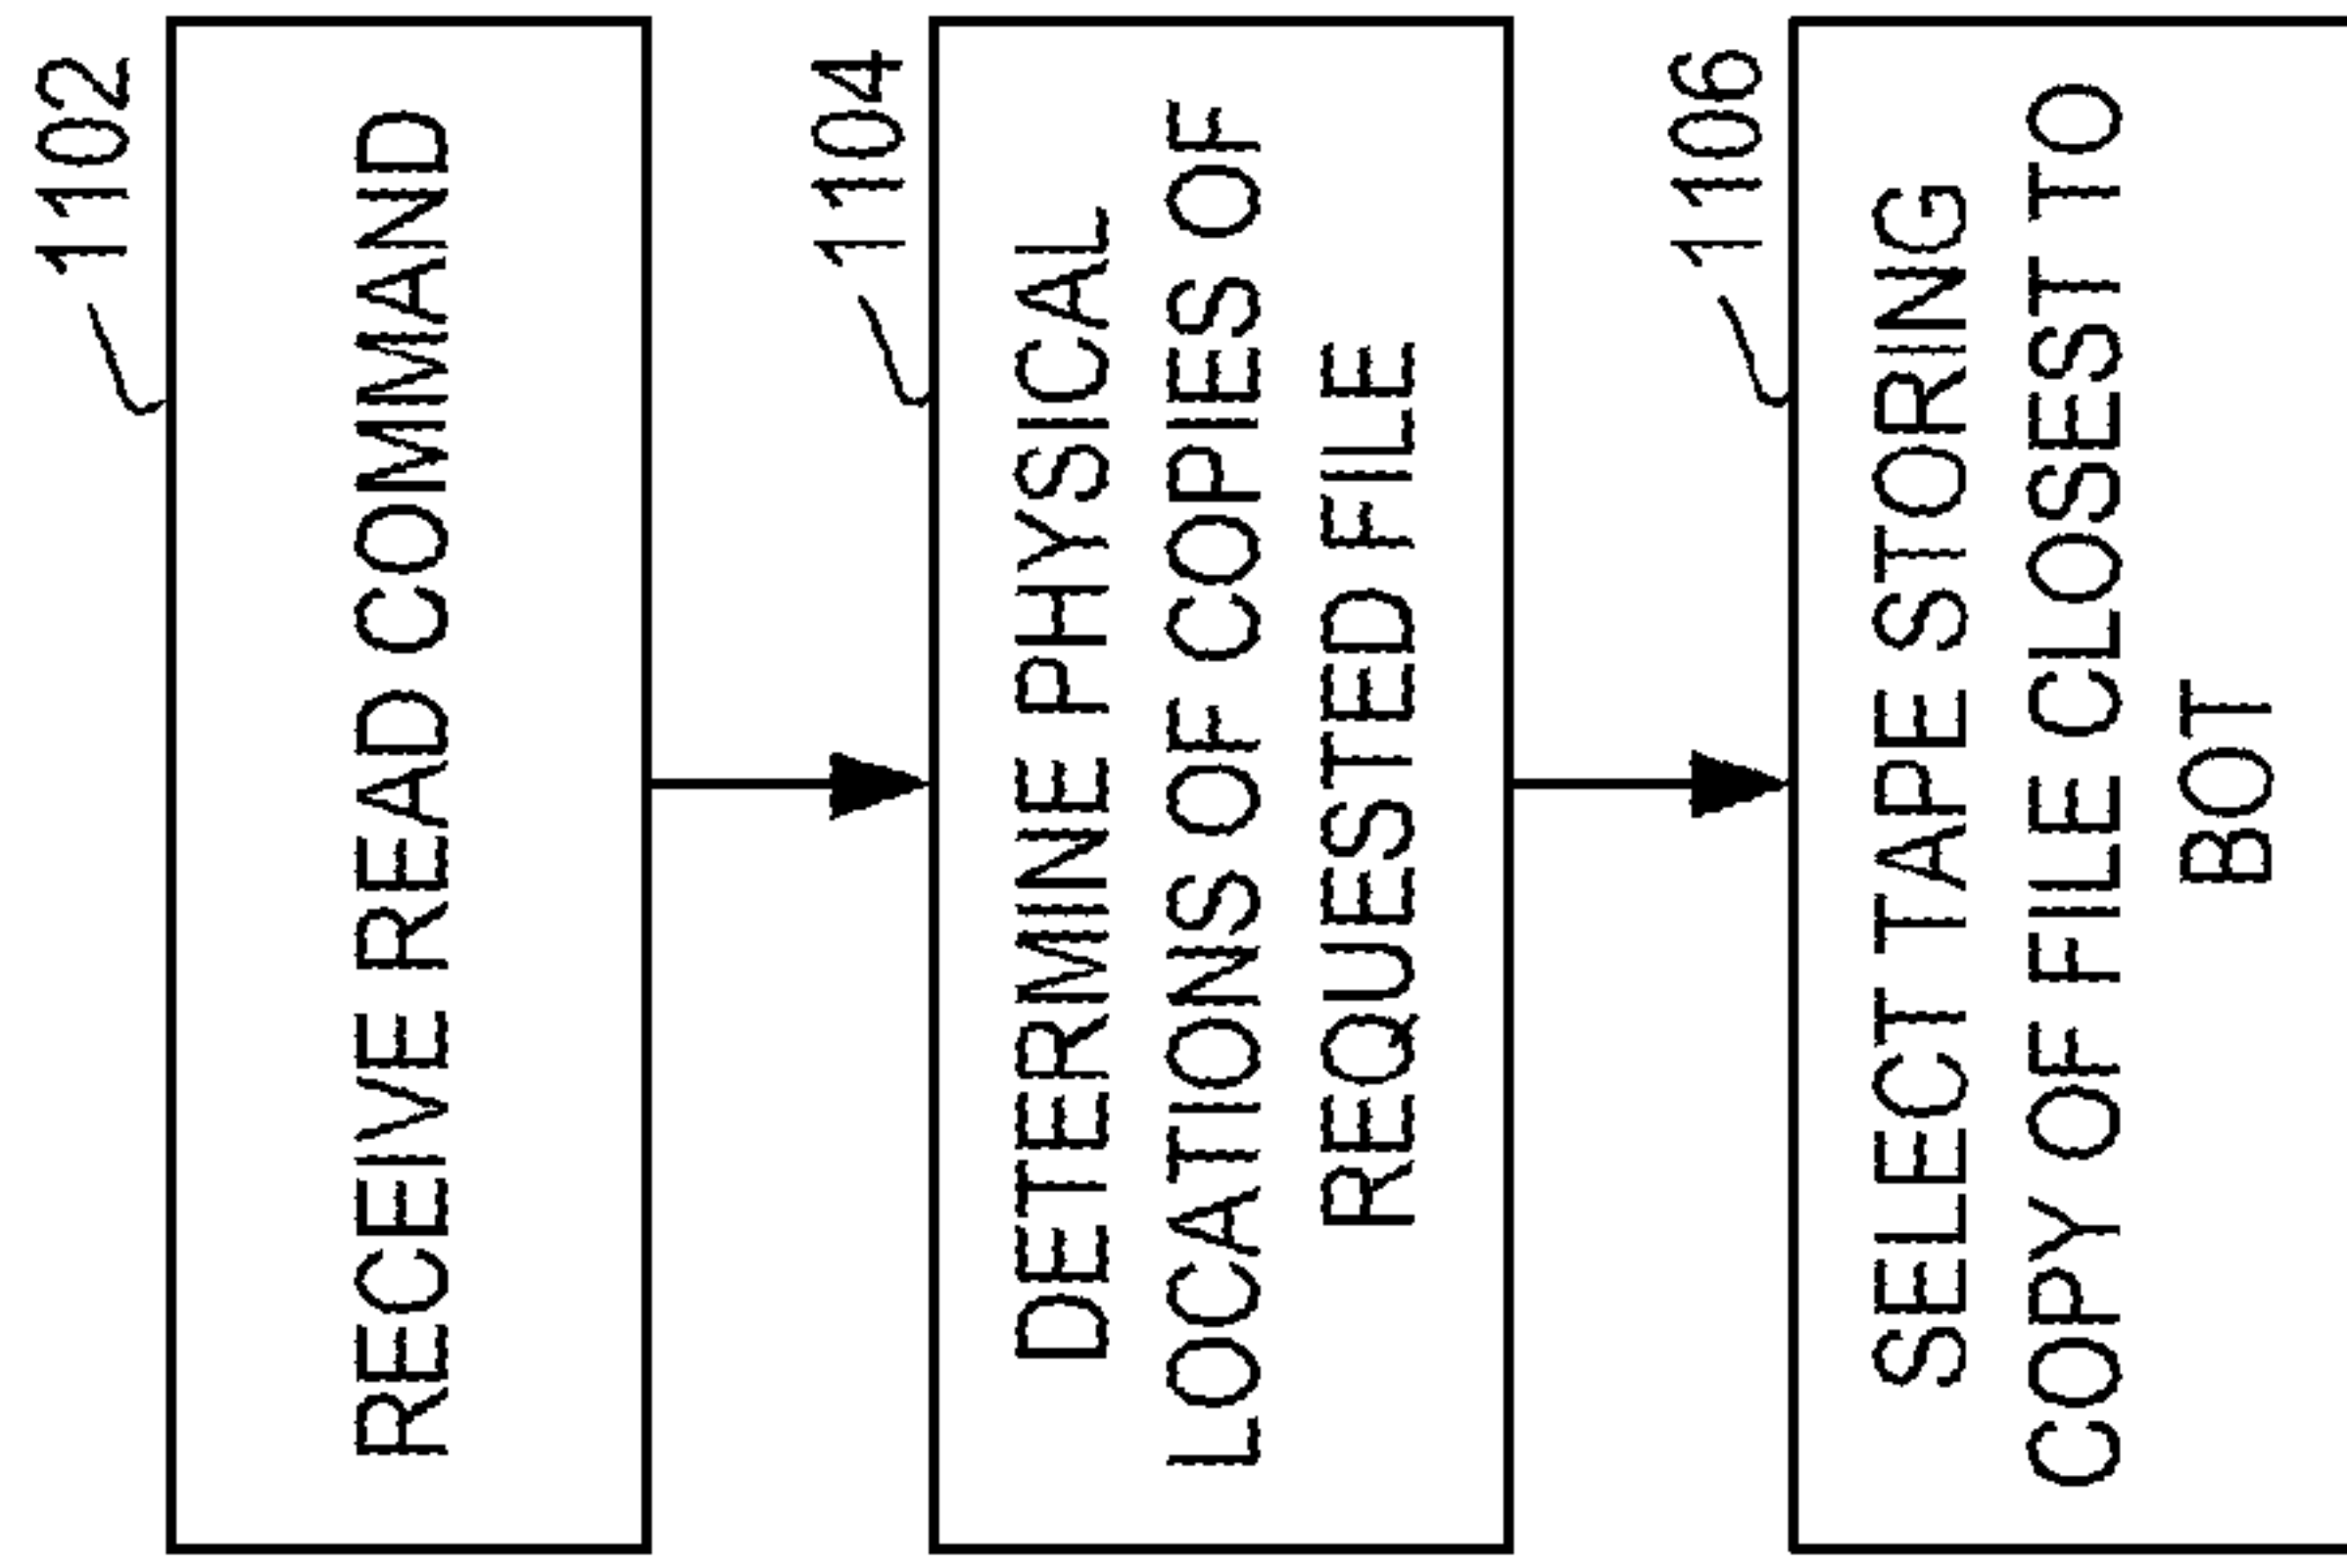 1102
RECEIVE READ COMMAND
1104
DETERMINE PHYSICAL
LOCATIONS OF COPIES OF
REQUESTED FILE
1106
SELECT TAPE STORING
COPY OF FILE CLOSEST TO
BOT